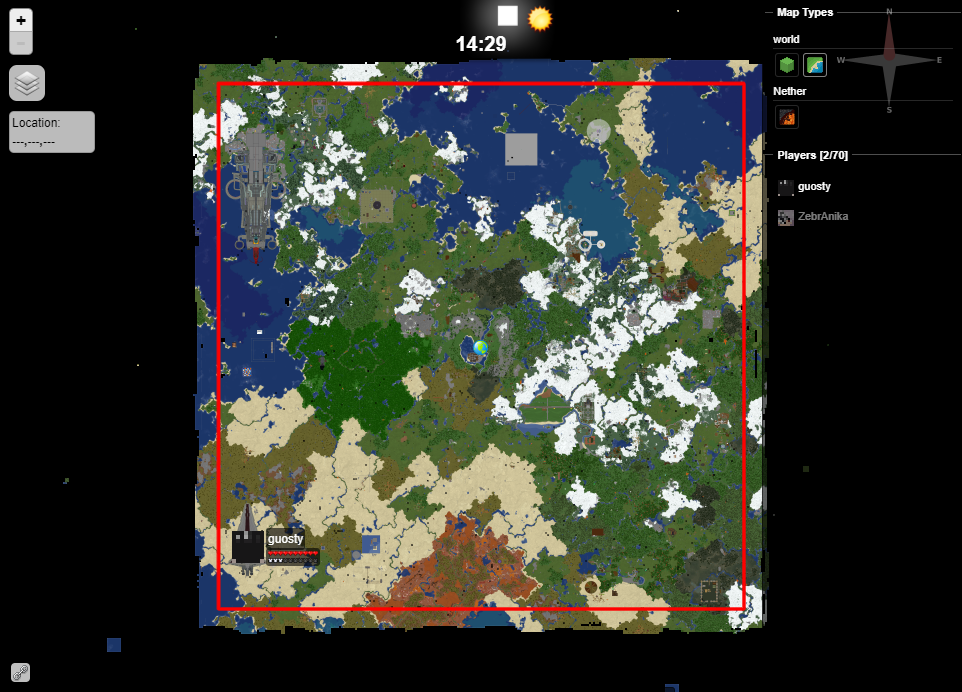 +
-
14:29
Location:
---,---,---
Map Types
world
Nether
N
W
E
S
Players [2/70]
guosty
ZebrAnika
guosty